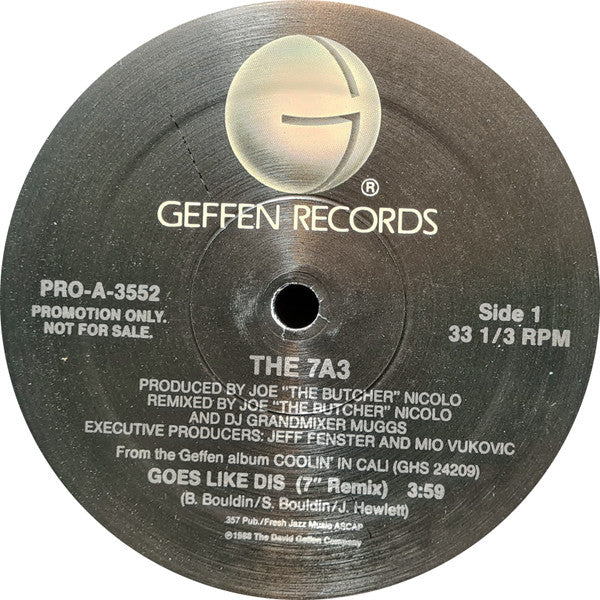 ®
GEFFEN RECORDS
PRO-A-3552
PROMOTION ONLY.
NOT FOR SALE.
Side 1
33 1/3 RPM
THE 7A3
PRODUCED BY JOE "THE BUTCHER" NICOLO
REMIXED BY JOE "THE BUTCHER" NICOLO
AND DJ GRANDMIXER MUGGS
EXECUTIVE PRODUCERS: JEFF FENSTER AND MIO VUKOVIC
From the Geffen album COOLIN' IN CALI (GHS 24209)
GOES LIKE DIS (7" Remix) 3:59
(B. Bouldin/S. Bouldin/J. Hewlett)
.357 Pub./Fresh Jazz Music ASCAP
℗1988 The David Geffen Company